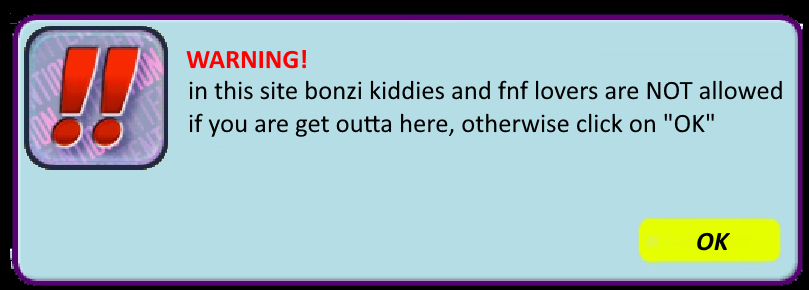 WARNING!
in this site bonzi kiddies and fnf lovers are NOT allowed
if you are get outta here, otherwise click on "OK"
OK